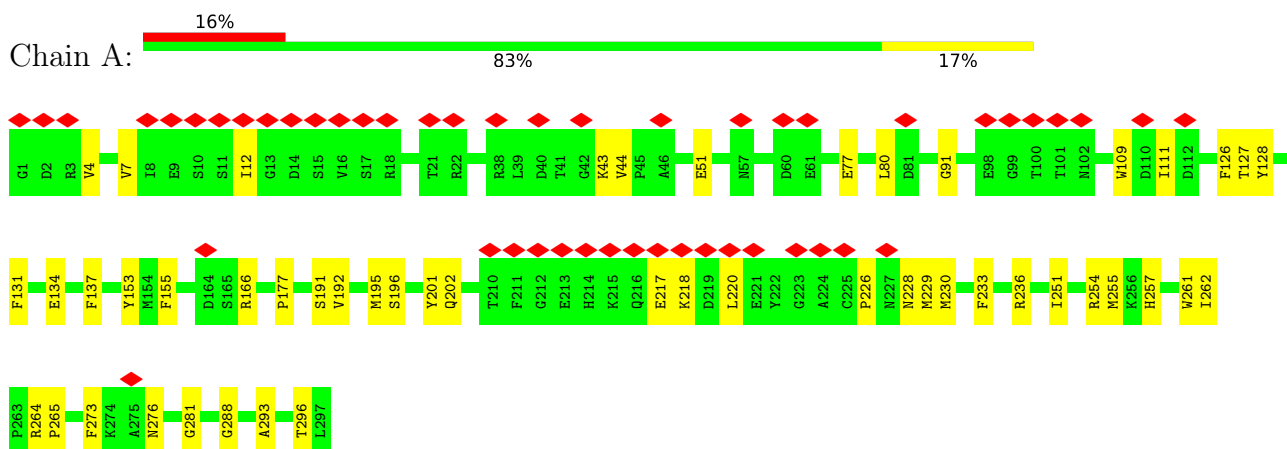 16%
Chain A:
83% 17%
G1 D2 R3 V4 V7 I8 E9 S10 S11 I12 G13 D14 S15 V16 S17 R18 T21 R22 R38 L39 D40 T41 G42 K43 V44 P45 A46 E51 N57 D60 E61 E77 L80 D81 G91 E98 G99 T100 T101 N102 W109 D110 I111 D112 F126 T127 Y128
F131 E134 F137 Y153 M154 F155 D164 S165 R166 P177 S191 V192 M195 S196 Y201 Q202 T210 F211 G212 E213 H214 K215 Q216 E217 K218 D219 L220 E221 Y222 G223 A224 C225 P226 N227 N228 M229 M230 F233 R236 I251 R254 M255 K256 H257 W261 I262
P263 R264 P265 F273 K274 A275 N276 G281 G288 A293 T296 L297